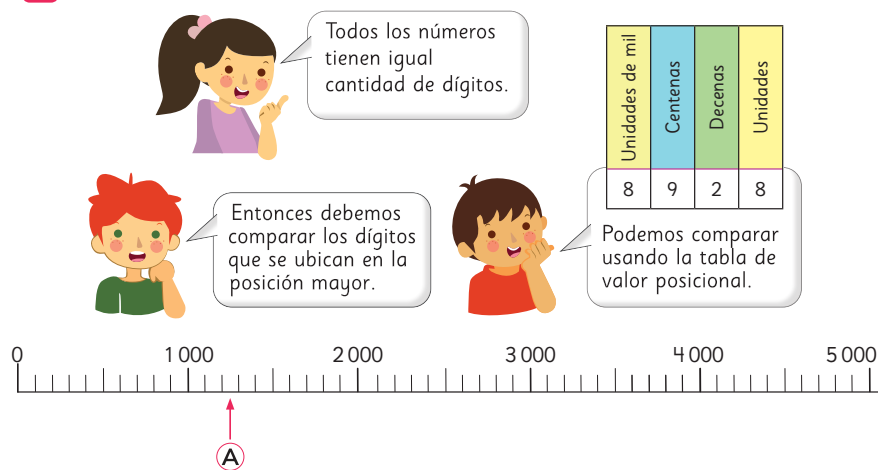 Todos los números
tienen igual
cantidad de dígitos.
Unidades de mil
Centenas
Decenas
Unidades
8 9 2 8
Entonces debemos
comparar los dígitos
que se ubican en la
posición mayor.
Podemos comparar
usando la tabla de
valor posicional.
0 1 000 2 000 3 000 4 000 5 000
A